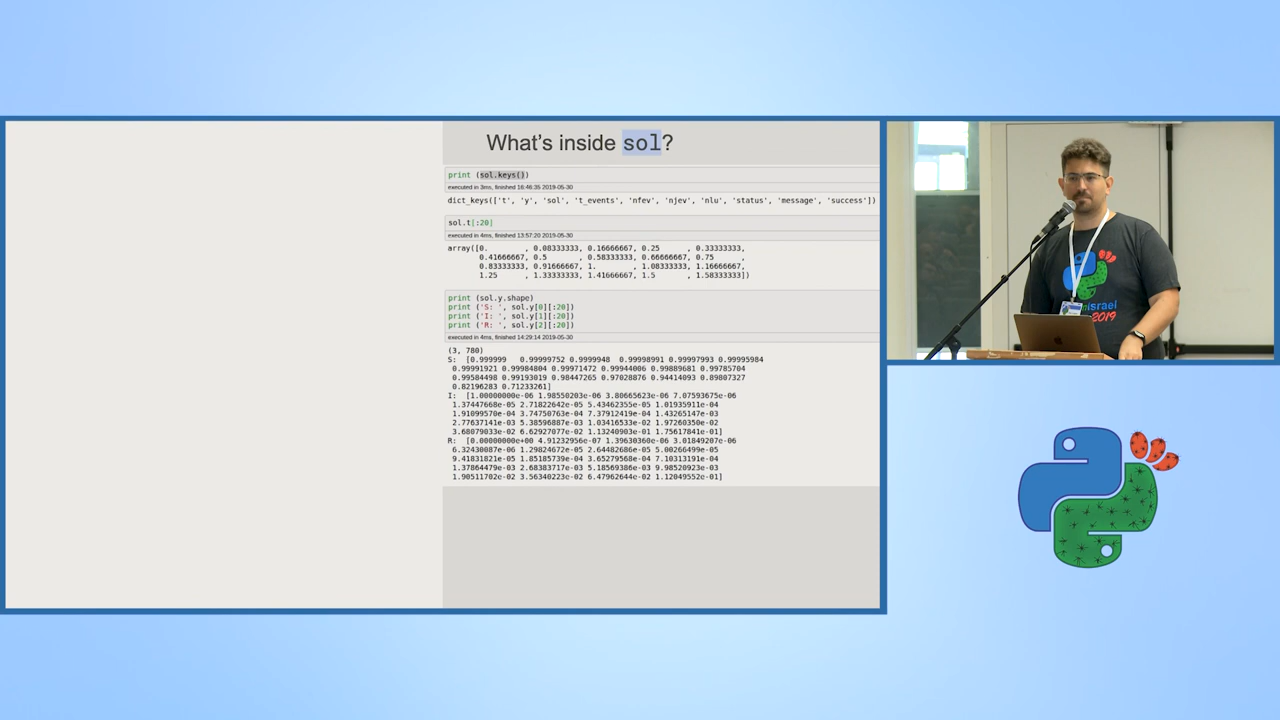 What's inside sol?
print (sol.keys())
executed in 3ms, finished 16:46:35 2019-05-30
dict_keys(['t', 'y', 'sol', 't_events', 'nfev', 'njev', 'nlu', 'status', 'message', 'success'])
sol.t[:20]
executed in 4ms, finished 13:57:20 2019-05-30
array([0.        , 0.08333333, 0.16666667, 0.25      , 0.33333333,
0.41666667, 0.5       , 0.58333333, 0.66666667, 0.75      ,
0.83333333, 0.91666667, 1.        , 1.08333333, 1.16666667,
1.25      , 1.33333333, 1.41666667, 1.5       , 1.58333333])
print (sol.y.shape)
print ('S: ', sol.y[0][:20])
print ('I: ', sol.y[1][:20])
print ('R: ', sol.y[2][:20])
executed in 4ms, finished 14:29:14 2019-05-30
(3, 780)
S:  [0.999999   0.99999752 0.9999948  0.99998991 0.99997993 0.99995984
0.99991921 0.99984804 0.99971472 0.99944006 0.99889681 0.99785704
0.99584498 0.99193019 0.98447265 0.97028876 0.94414093 0.89807327
0.82196283 0.71233261]
I:  [1.00000000e-06 1.98550203e-06 3.80665623e-06 7.07593675e-06
1.37447668e-05 2.71822642e-05 5.43462355e-05 1.01935911e-04
1.91099570e-04 3.74750763e-04 7.37912419e-04 1.43265147e-03
2.77637141e-03 5.38596887e-03 1.03416533e-02 1.97260350e-02
3.68079033e-02 6.62927077e-02 1.13240903e-01 1.75617841e-01]
R:  [0.00000000e+00 4.91232956e-07 1.39630360e-06 3.01849207e-06
6.32430087e-06 1.29824672e-05 2.64482686e-05 5.00266499e-05
9.41831821e-05 1.85185739e-04 3.65279568e-04 7.10313191e-04
1.37864479e-03 2.68383717e-03 5.18569386e-03 9.98520923e-03
1.90511702e-02 3.56340223e-02 6.47962644e-02 1.12049552e-01]
israel
2019